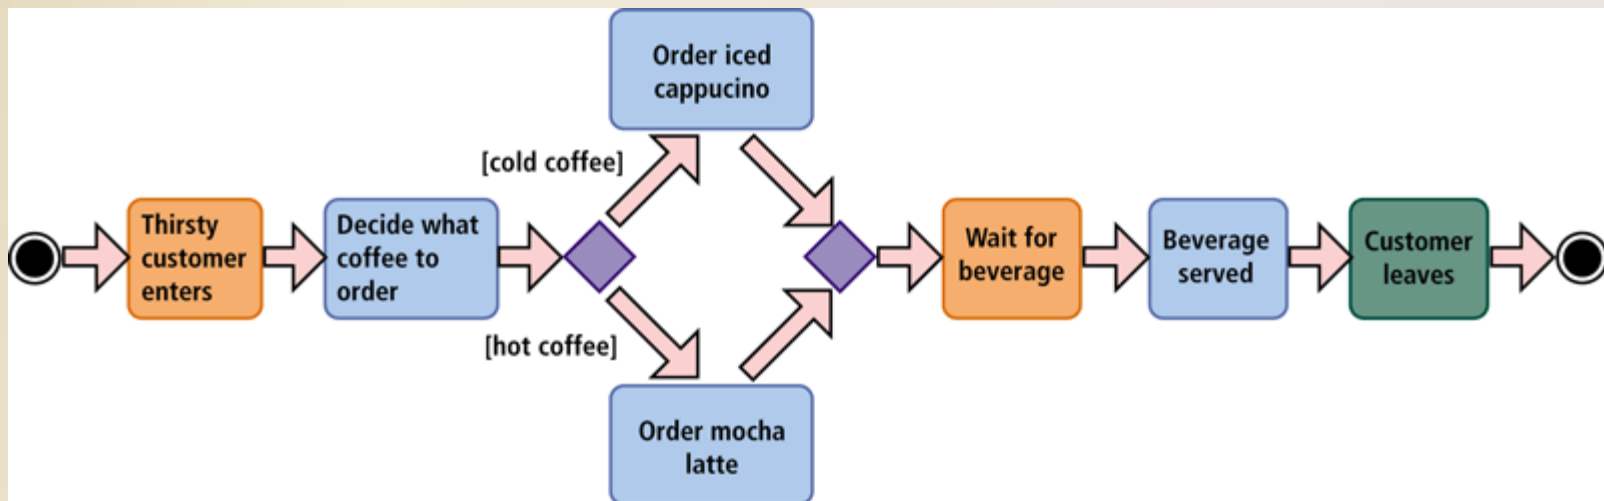 Thirsty
customer
enters
Decide what
coffee to
order
[cold coffee]
Order iced
cappucino
[hot coffee]
Order mocha
latte
Wait for
beverage
Beverage
served
Customer
leaves